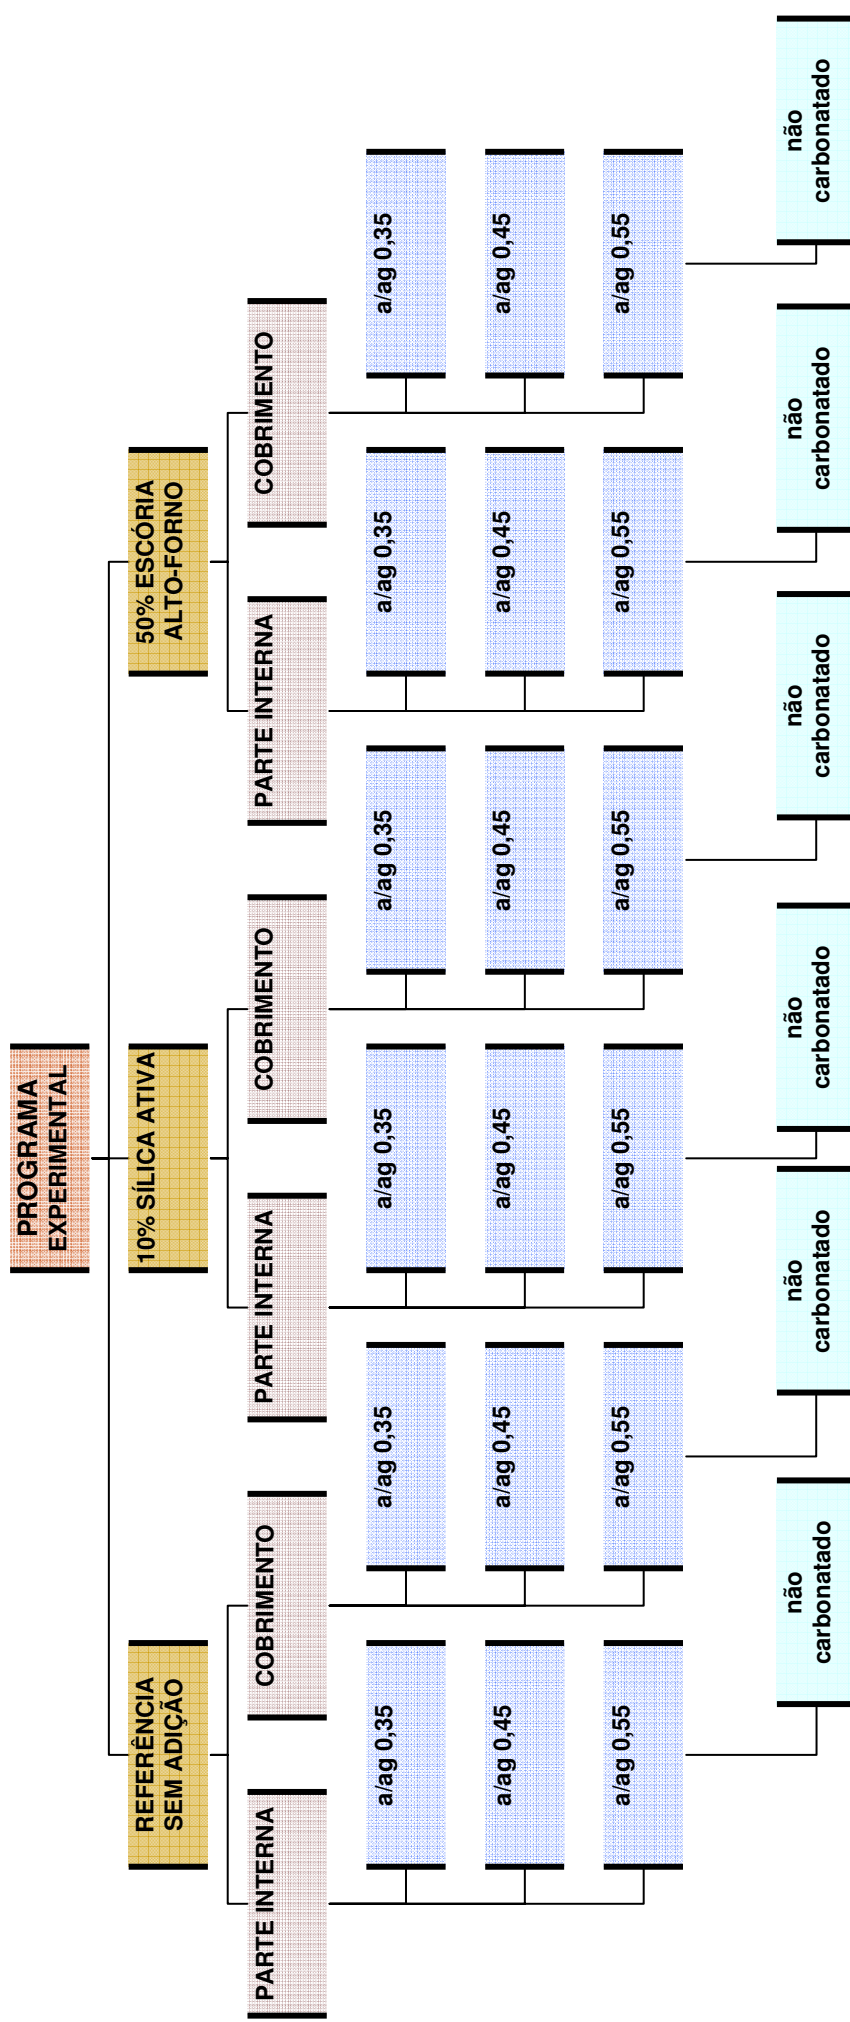 PROGRAMA
EXPERIMENTAL
REFERÊNCIA
SEM ADIÇÃO
10% SÍLICA ATIVA
50% ESCÓRIA
ALTO-FORNO
PARTE INTERNA
COBRIMENTO
PARTE INTERNA
COBRIMENTO
PARTE INTERNA
COBRIMENTO
a/ag 0,35
a/ag 0,35
a/ag 0,35
a/ag 0,35
a/ag 0,35
a/ag 0,35
a/ag 0,45
a/ag 0,45
a/ag 0,45
a/ag 0,45
a/ag 0,45
a/ag 0,45
a/ag 0,55
a/ag 0,55
a/ag 0,55
a/ag 0,55
a/ag 0,55
a/ag 0,55
não
carbonatado
não
carbonatado
não
carbonatado
não
carbonatado
não
carbonatado
não
carbonatado